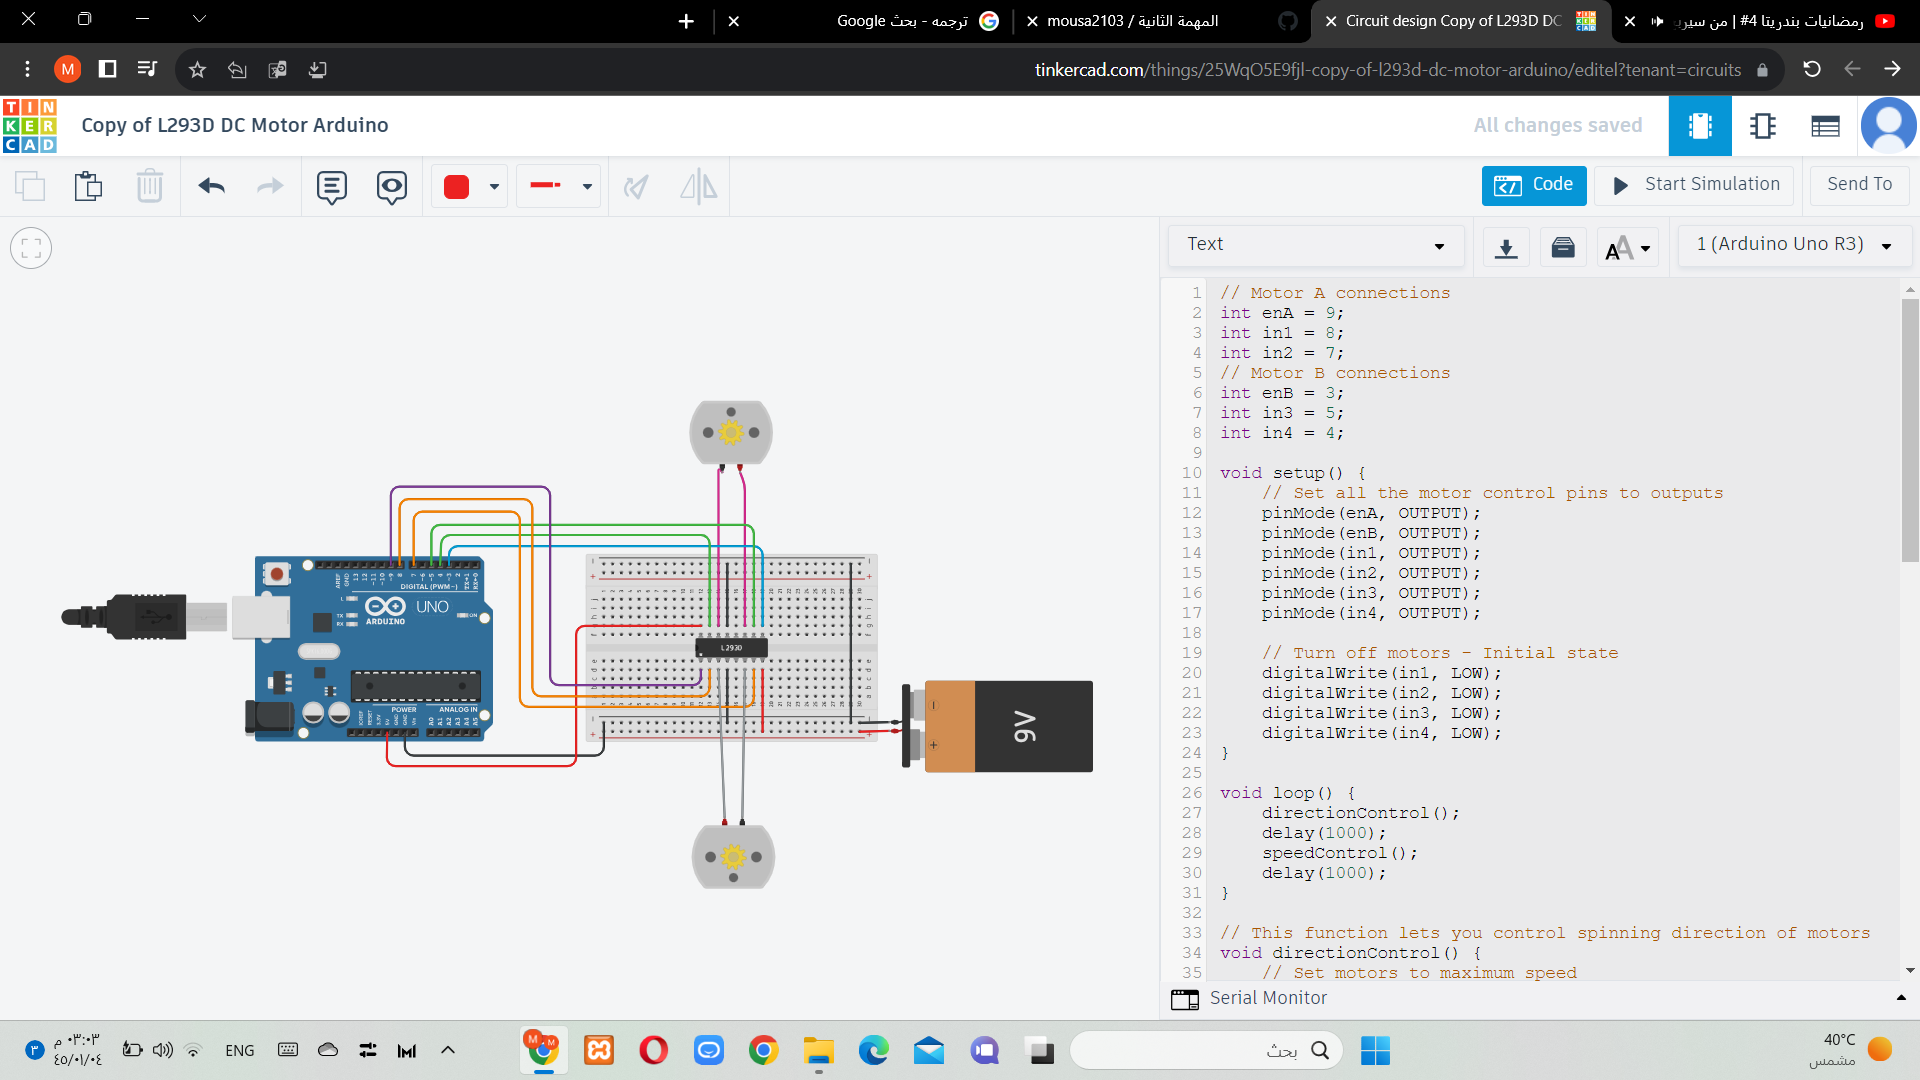 Google ترجمه - بحث
mousa2103 / المهمة الثانية
Circuit design Copy of L293D DC
رمضانيات بندريتا 4# | من سيربح
M
tinkercad.com/things/25WqO5E9fjl-copy-of-l293d-dc-motor-arduino/editel?tenant=circuits
TIN
KER
CAD
Copy of L293D DC Motor Arduino
All changes saved
Code
Start Simulation
Send To
Text
1 (Arduino Uno R3)
1 // Motor A connections
2 int enA = 9;
3 int in1 = 8;
4 int in2 = 7;
5 // Motor B connections
6 int enB = 3;
7 int in3 = 5;
8 int in4 = 4;
9
10 void setup() {
11 // Set all the motor control pins to outputs
12 pinMode(enA, OUTPUT);
13 pinMode(enB, OUTPUT);
14 pinMode(in1, OUTPUT);
15 pinMode(in2, OUTPUT);
16 pinMode(in3, OUTPUT);
17 pinMode(in4, OUTPUT);
18
19 // Turn off motors - Initial state
20 digitalWrite(in1, LOW);
21 digitalWrite(in2, LOW);
22 digitalWrite(in3, LOW);
23 digitalWrite(in4, LOW);
24 }
25
26 void loop() {
27 directionControl();
28 delay(1000);
29 speedControl();
30 delay(1000);
31 }
32
33 // This function lets you control spinning direction of motors
34 void directionControl() {
35 // Set motors to maximum speed
Serial Monitor
DIGITAL (PWM~)
UNO
ARDUINO
TX
RX
ON
L
POWER
ANALOG IN
L293D
9V
٣
٠٣:٠٣ م
٤٥/٠١/٠٤
ENG
بحث
40°C
مشمس